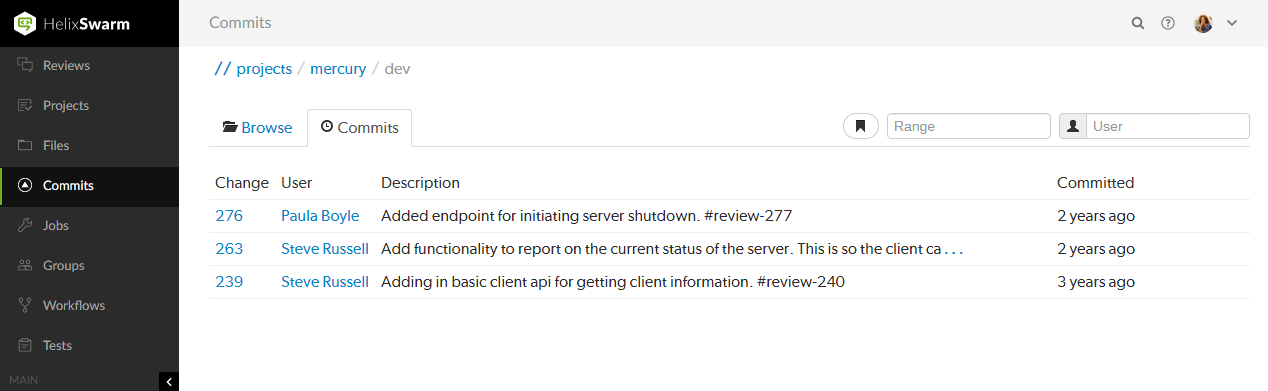 HelixSwarm
Commits
Reviews
Projects
Files
Commits
Jobs
Groups
Workflows
Tests
MAIN
// projects / mercury / dev
Browse
Commits
Range
User
Change User Description Committed
276 Paula Boyle Added endpoint for initiating server shutdown. #review-277 2 years ago
263 Steve Russell Add functionality to report on the current status of the server. This is so the client ca ... 2 years ago
239 Steve Russell Adding in basic client api for getting client information. #review-240 3 years ago